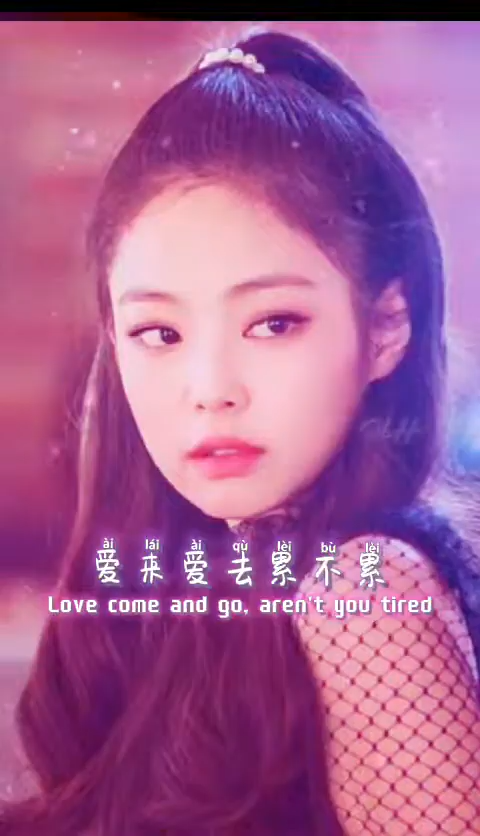 ài lái ài qù lèi bù lèi
爱来爱去累不累
Love come and go, aren't you tired